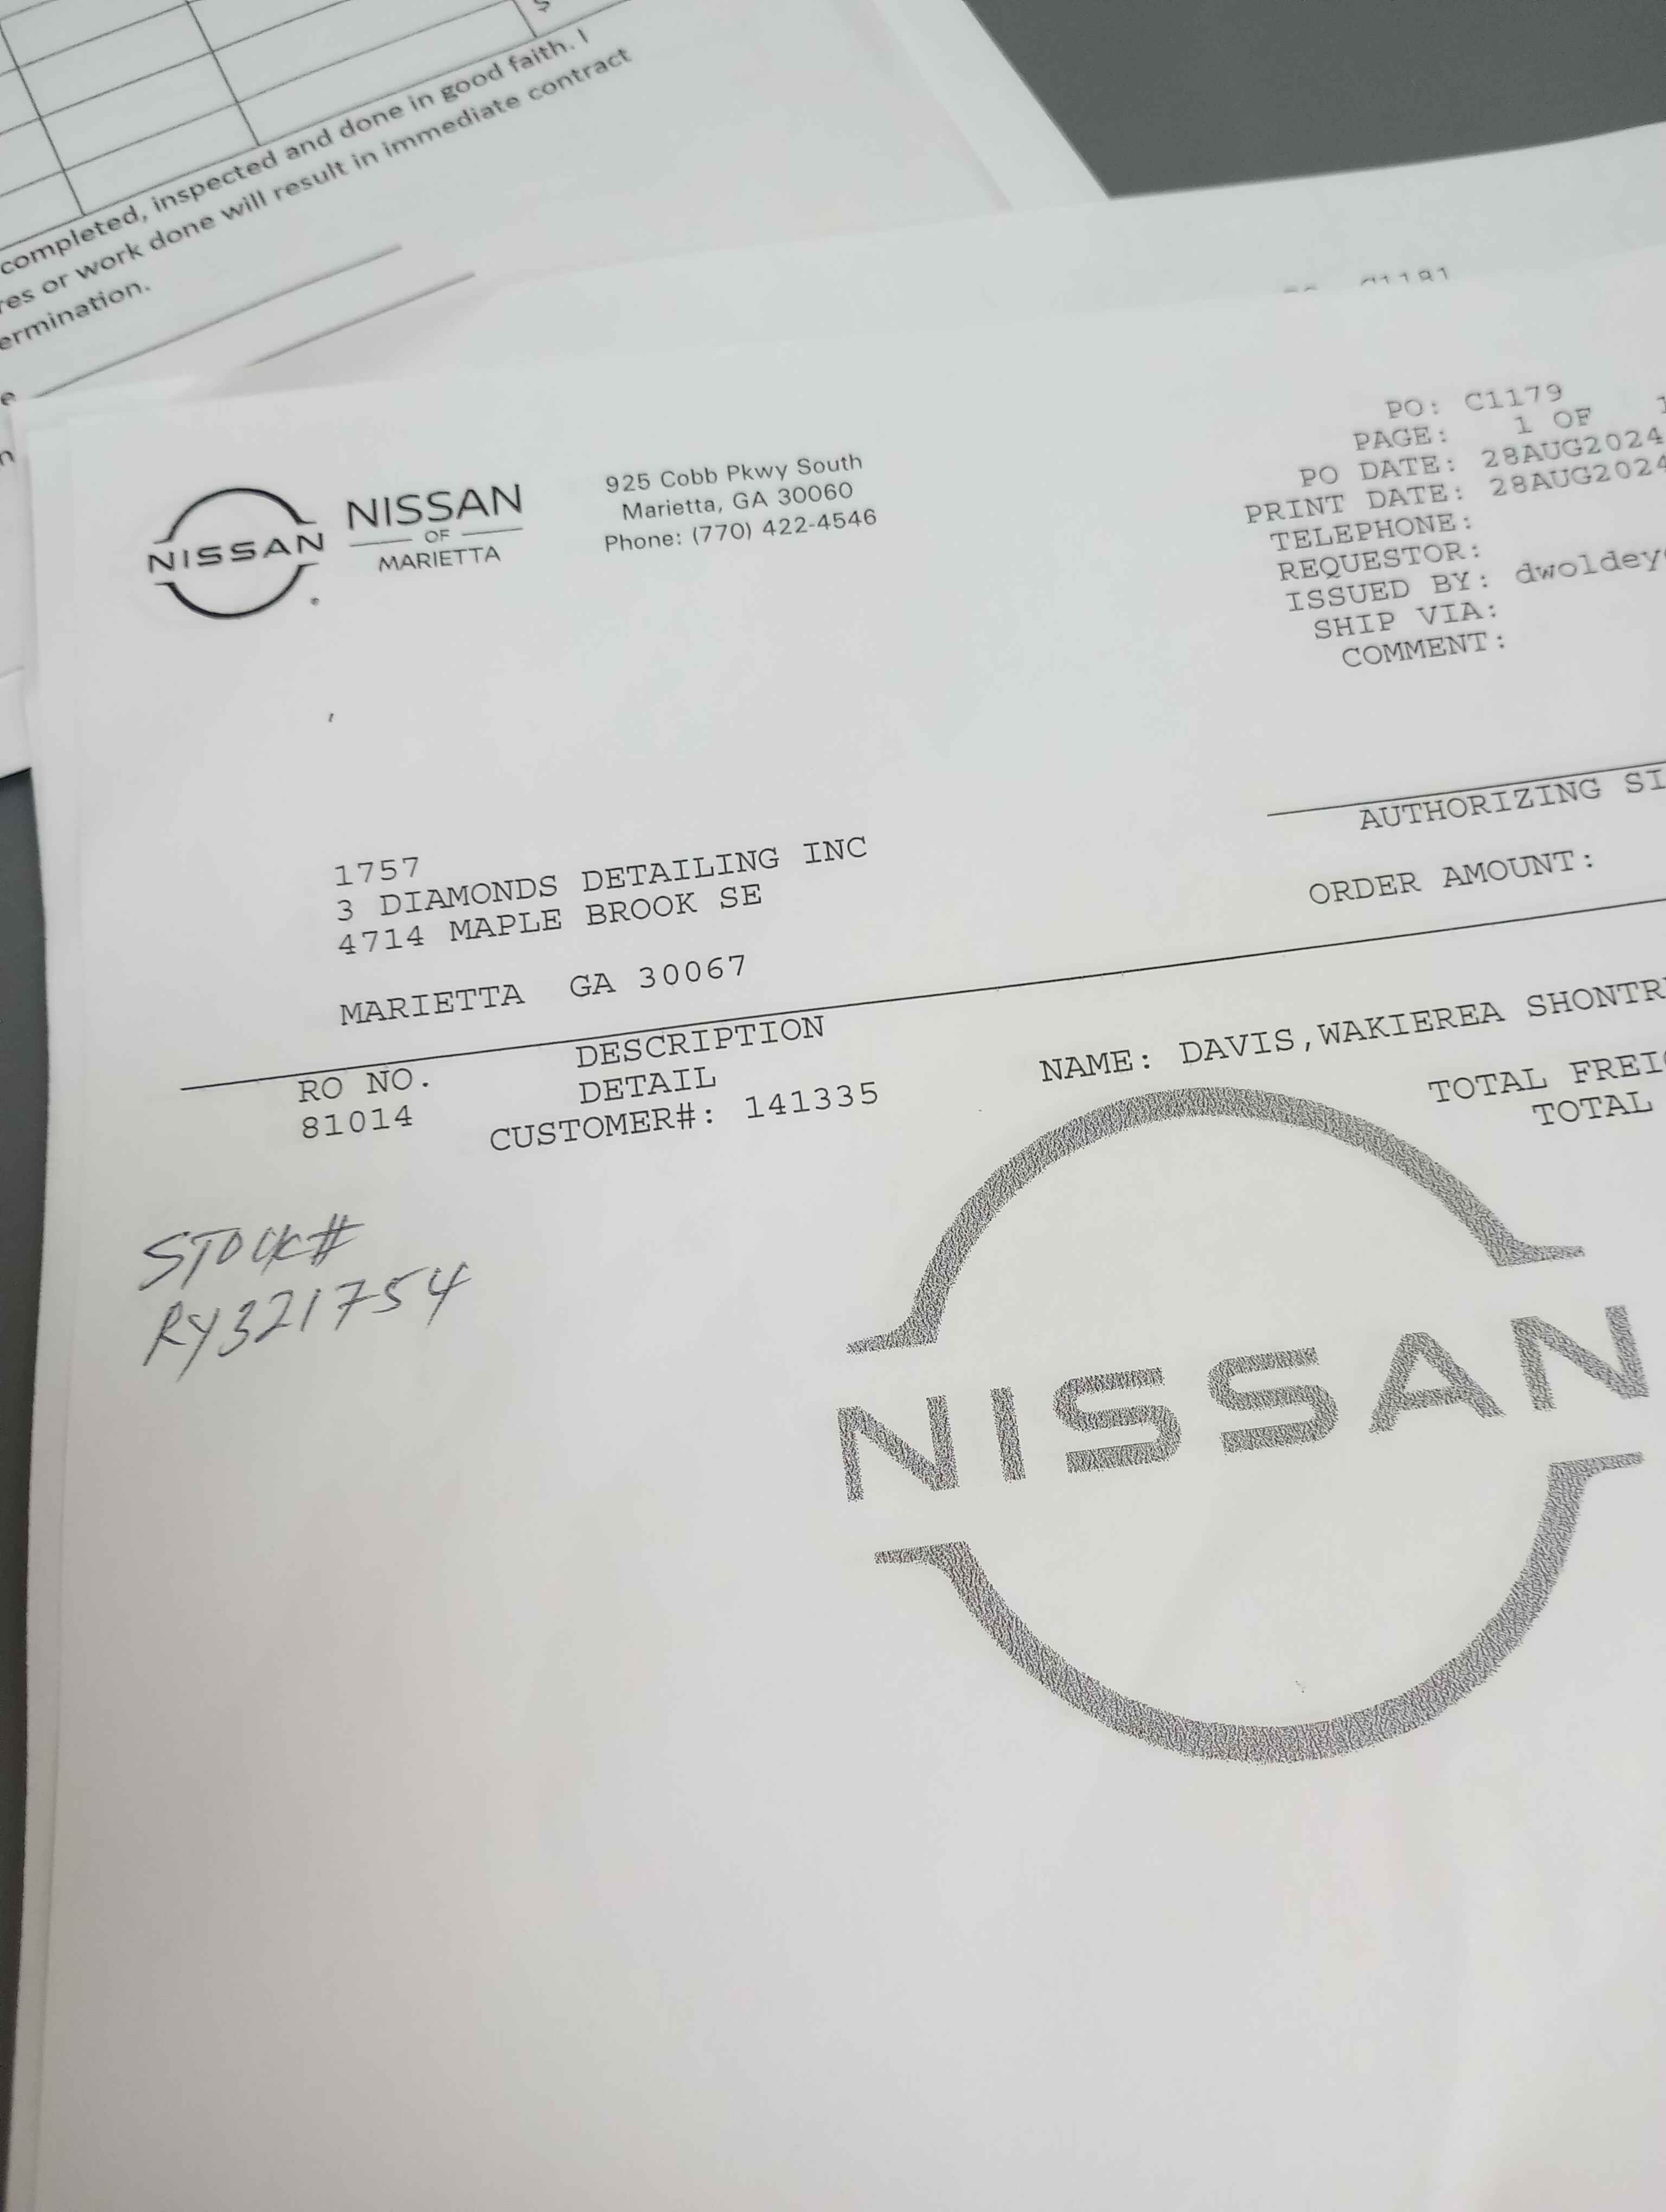 $
completed, inspected and done in good faith. I
res or work done will result in immediate contract
ermination.
e
n
C1181
NISSAN
NISSAN
OF
MARIETTA
925 Cobb Pkwy South
Marietta, GA 30060
Phone: (770) 422-4546
PO: C1179
PAGE: 1 OF 1
PO DATE: 28AUG2024
PRINT DATE: 28AUG2024
TELEPHONE:
REQUESTOR:
ISSUED BY: dwoldey
SHIP VIA:
COMMENT:
AUTHORIZING SI
ORDER AMOUNT:
1757
3 DIAMONDS DETAILING INC
4714 MAPLE BROOK SE
MARIETTA GA 30067
RO NO. DESCRIPTION
81014 DETAIL
CUSTOMER#: 141335 NAME: DAVIS,WAKIEREA SHONTR
TOTAL FREI
TOTAL
STOCK#
RY321754
NISSAN